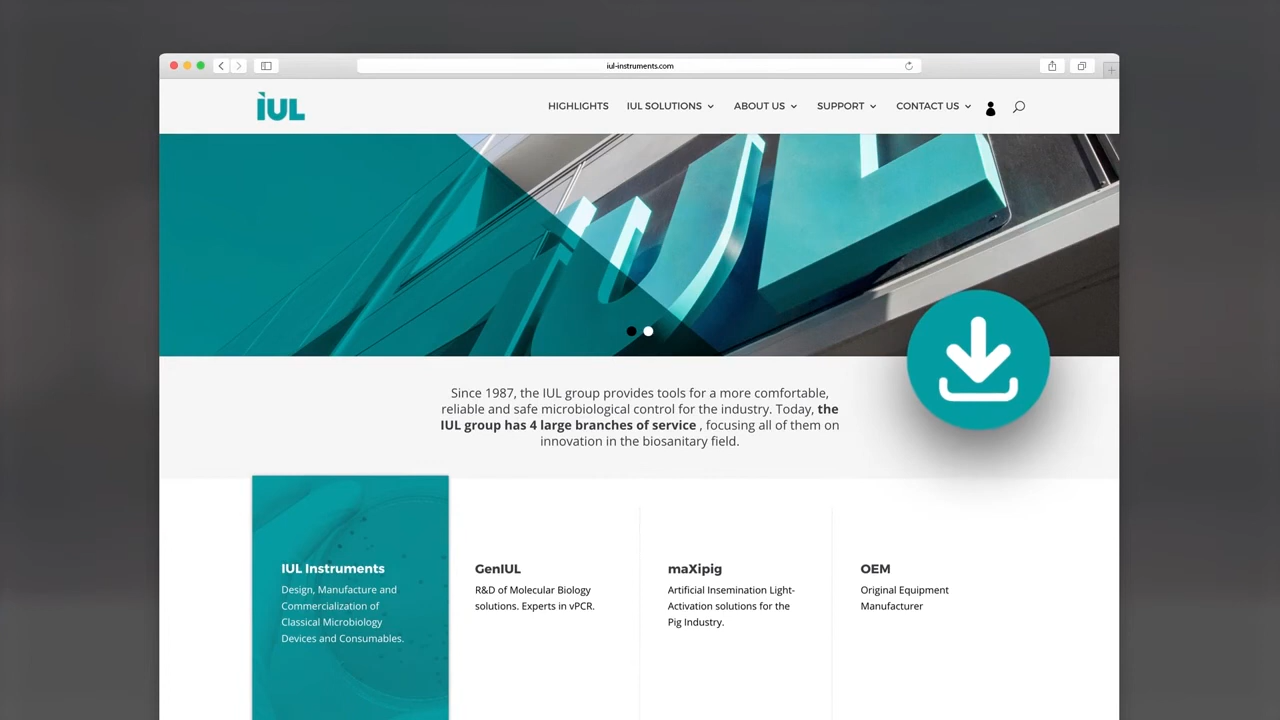 iul-instruments.com
iUL
HIGHLIGHTS IUL SOLUTIONS ABOUT US SUPPORT CONTACT US
IUL
Since 1987, the IUL group provides tools for a more comfortable,
reliable and safe microbiological control for the industry. Today, the
IUL group has 4 large branches of service , focusing all of them on
innovation in the biosanitary field.
IUL Instruments
Design, Manufacture and
Commercialization of
Classical Microbiology
Devices and Consumables.
GenIUL
R&D of Molecular Biology
solutions. Experts in vPCR.
maXipig
Artificial Insemination Light-
Activation solutions for the
Pig Industry.
OEM
Original Equipment
Manufacturer